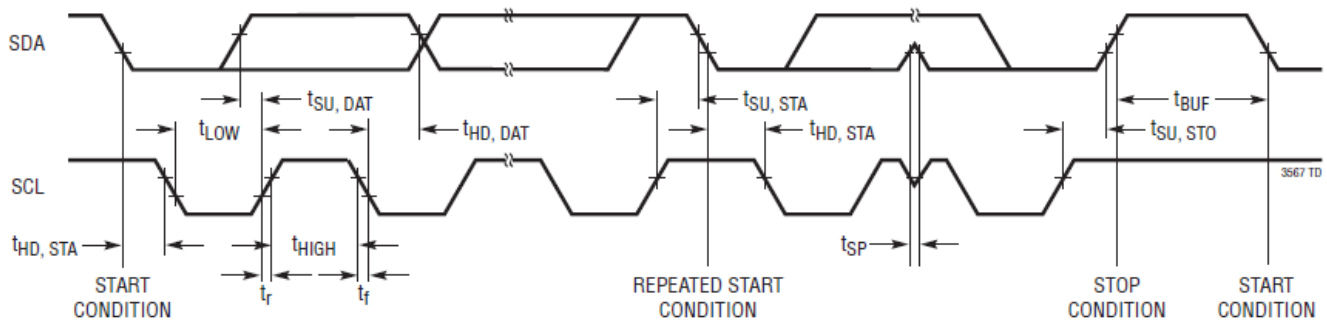 SDA
tSU, DAT
tSU, STA
tBUF
tLOW
tHD, DAT
tHD, STA
tSU, STO
SCL
3567 TD
tHD, STA
tHIGH
tSP
START
CONDITION
tr
tf
REPEATED START
CONDITION
STOP
CONDITION
START
CONDITION